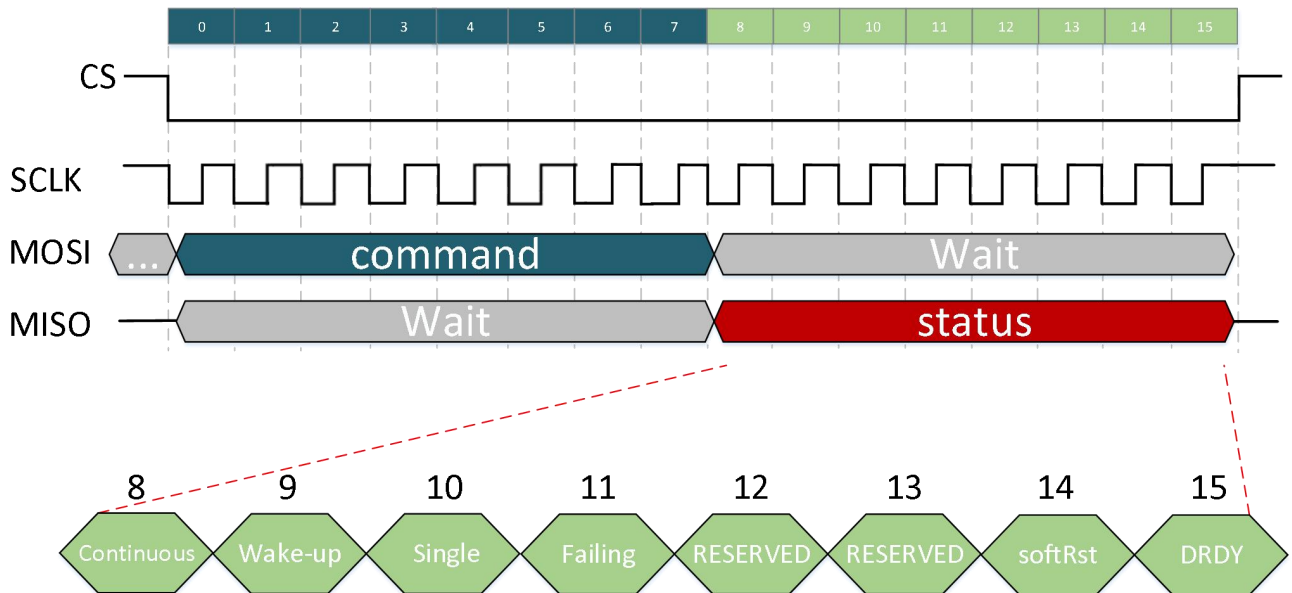 0 1 2 3 4 5 6 7 8 9 10 11 12 13 14 15
CS
SCLK
MOSI ... command Wait
MISO Wait status
8 9 10 11 12 13 14 15
Continuous Wake-up Single Failing RESERVED RESERVED softRst DRDY